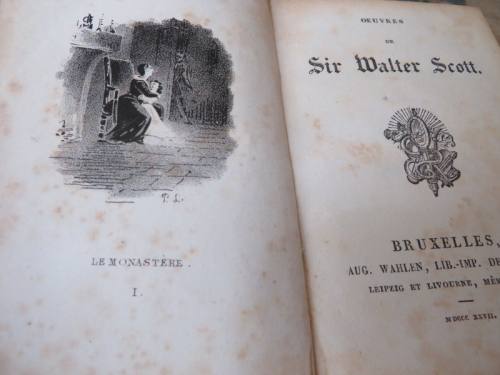 P. L.
LE MONASTÈRE.
I.
OEUVRES
DE
Sir Walter Scott.
BRUXELLES,
AUG. WAHLEN, LIB.-IMP. DE
LEIPZIG ET LIVOURNE,
MDCCC XXVII.